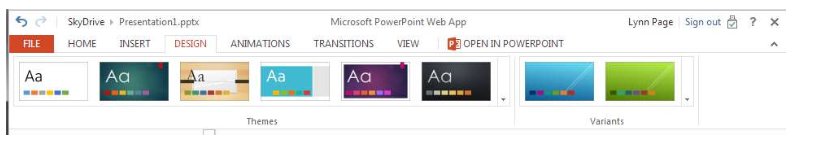 SkyDrive ▸ Presentation1.pptx Microsoft PowerPoint Web App Lynn Page Sign out ?
FILE HOME INSERT DESIGN ANIMATIONS TRANSITIONS VIEW OPEN IN POWERPOINT
Aa Aa Aa Aa Aa Aa
Themes Variants